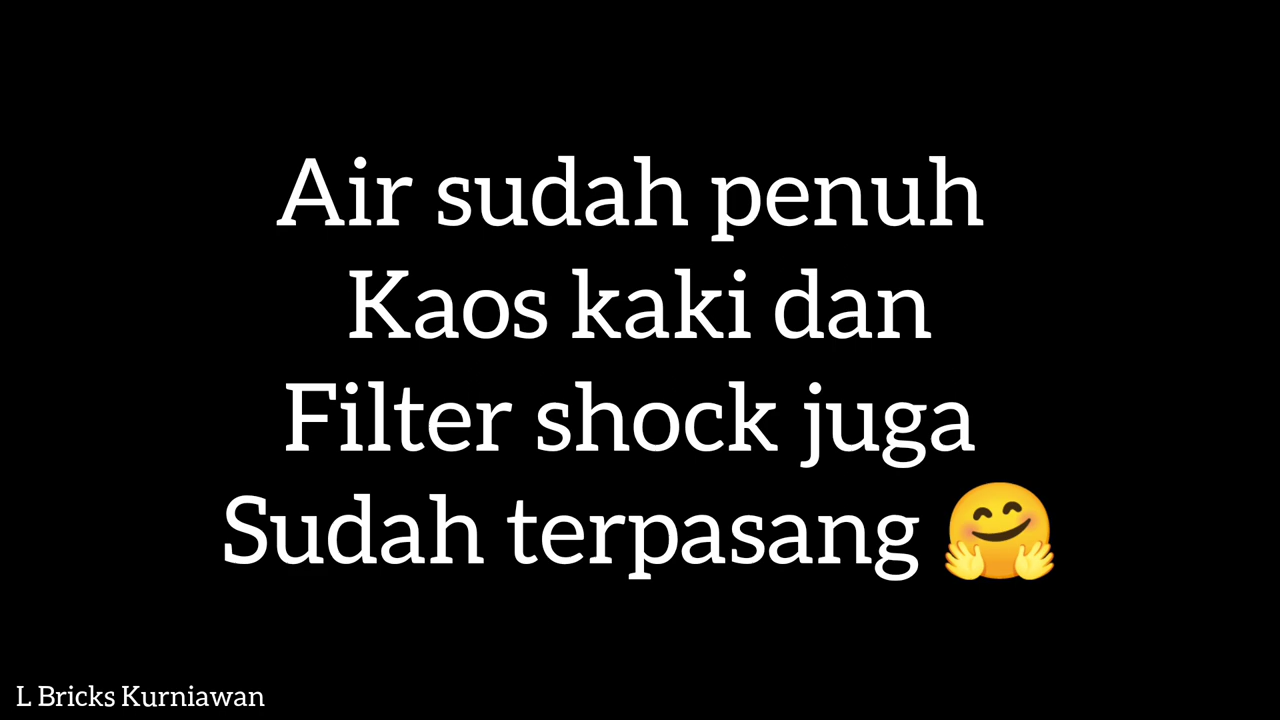 Air sudah penuh
Kaos kaki dan
Filter shock juga
Sudah terpasang 🤗
L Bricks Kurniawan